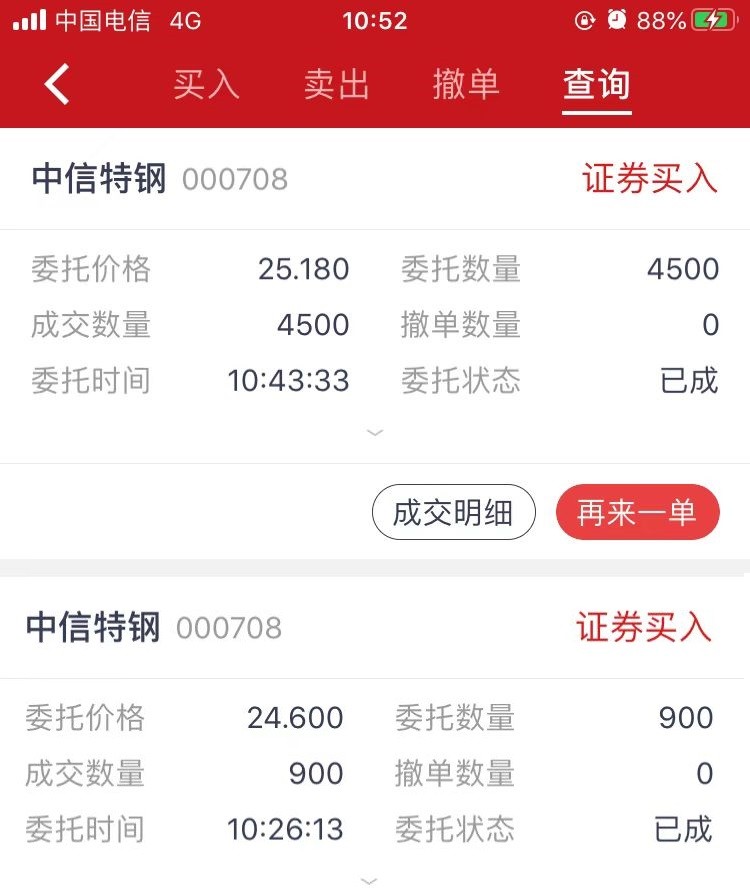 中国电信 4G 10:52 88%
买入 卖出 撤单 查询
中信特钢 000708 证券买入
委托价格 25.180 委托数量 4500
成交数量 4500 撤单数量 0
委托时间 10:43:33 委托状态 已成
成交明细 再来一单
中信特钢 000708 证券买入
委托价格 24.600 委托数量 900
成交数量 900 撤单数量 0
委托时间 10:26:13 委托状态 已成